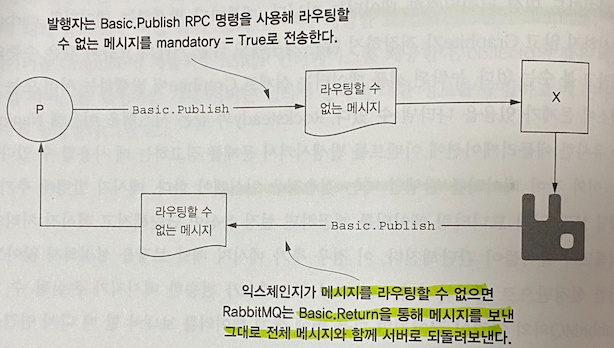 발행자는 Basic.Publish RPC 명령을 사용해 라우팅할
수 없는 메시지를 mandatory = True로 전송한다.
P
Basic.Publish
라우팅할 수
없는 메시지
X
라우팅할 수
없는 메시지
Basic.Publish
익스체인지가 메시지를 라우팅할 수 없으면
RabbitMQ는 Basic.Return을 통해 메시지를 보낸
그대로 전체 메시지와 함께 서버로 되돌려보낸다.